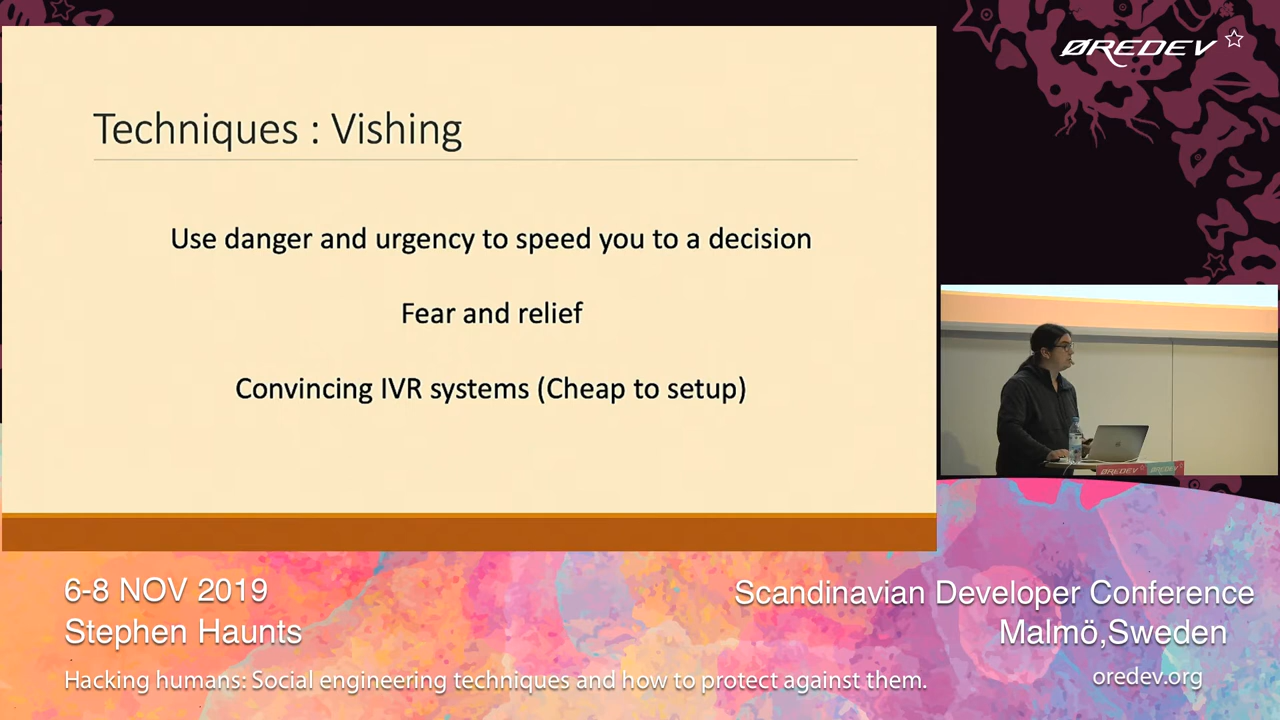 ØREDEV
Techniques : Vishing
Use danger and urgency to speed you to a decision
Fear and relief
Convincing IVR systems (Cheap to setup)
ØREDEV ØREDEV
6-8 NOV 2019
Stephen Haunts
Hacking humans: Social engineering techniques and how to protect against them.
Scandinavian Developer Conference
Malmö,Sweden
oredev.org